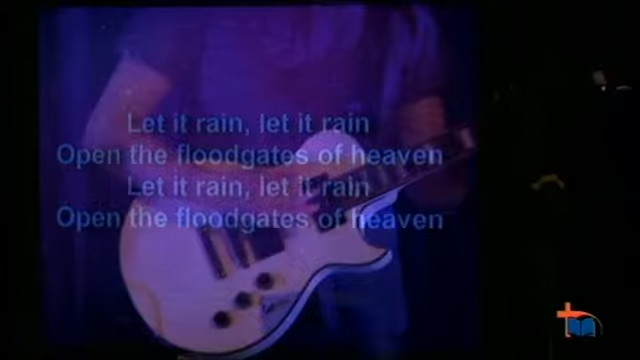 Let it rain, let it rain
Open the floodgates of heaven
Let it rain, let it rain
Open the floodgates of heaven